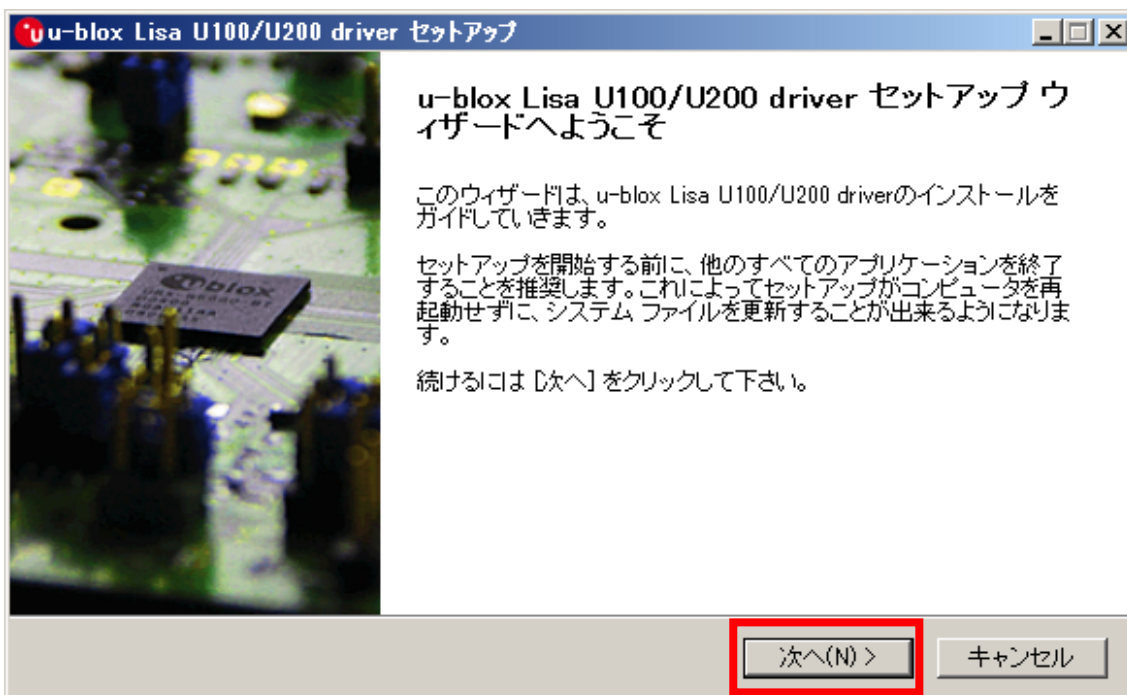 u-blox Lisa U100/U200 driver セットアップ
u-blox Lisa U100/U200 driver セットアップ ウ
ィザードへようこそ
このウィザードは、u-blox Lisa U100/U200 driverのインストールを
ガイドしていきます。
セットアップを開始する前に、他のすべてのアプリケーションを終了
することを推奨します。これによってセットアップがコンピュータを再
起動せずに、システム ファイルを更新することが出来るようになりま
す。
続けるには [次へ] をクリックして下さい。
blox
次へ(N) >
キャンセル